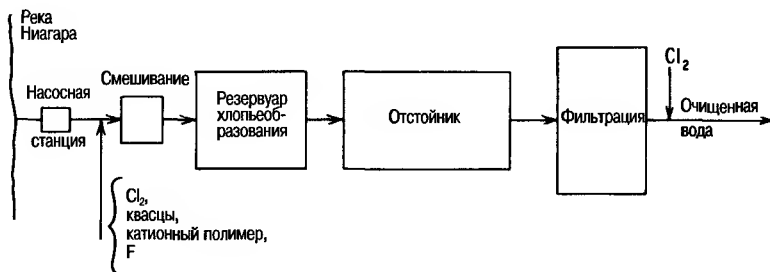 Река
Ниагара
Насосная
станция
Смешивание
Резервуар
хлопьеоб-
разования
Отстойник
Фильтрация
Cl₂
Очищенная
вода
Cl₂,
квасцы,
катионный полимер,
F